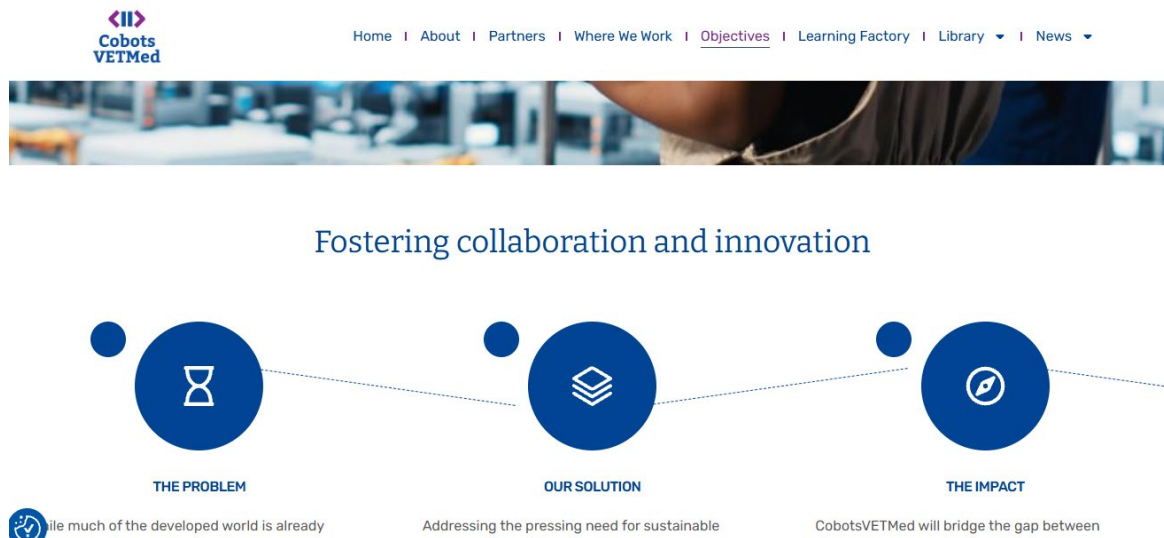 Cobots
VETMed
Home | About | Partners | Where We Work | Objectives | Learning Factory | Library | News
Fostering collaboration and innovation
THE PROBLEM
OUR SOLUTION
THE IMPACT
much of the developed world is already
Addressing the pressing need for sustainable
CobotsVETMed will bridge the gap between